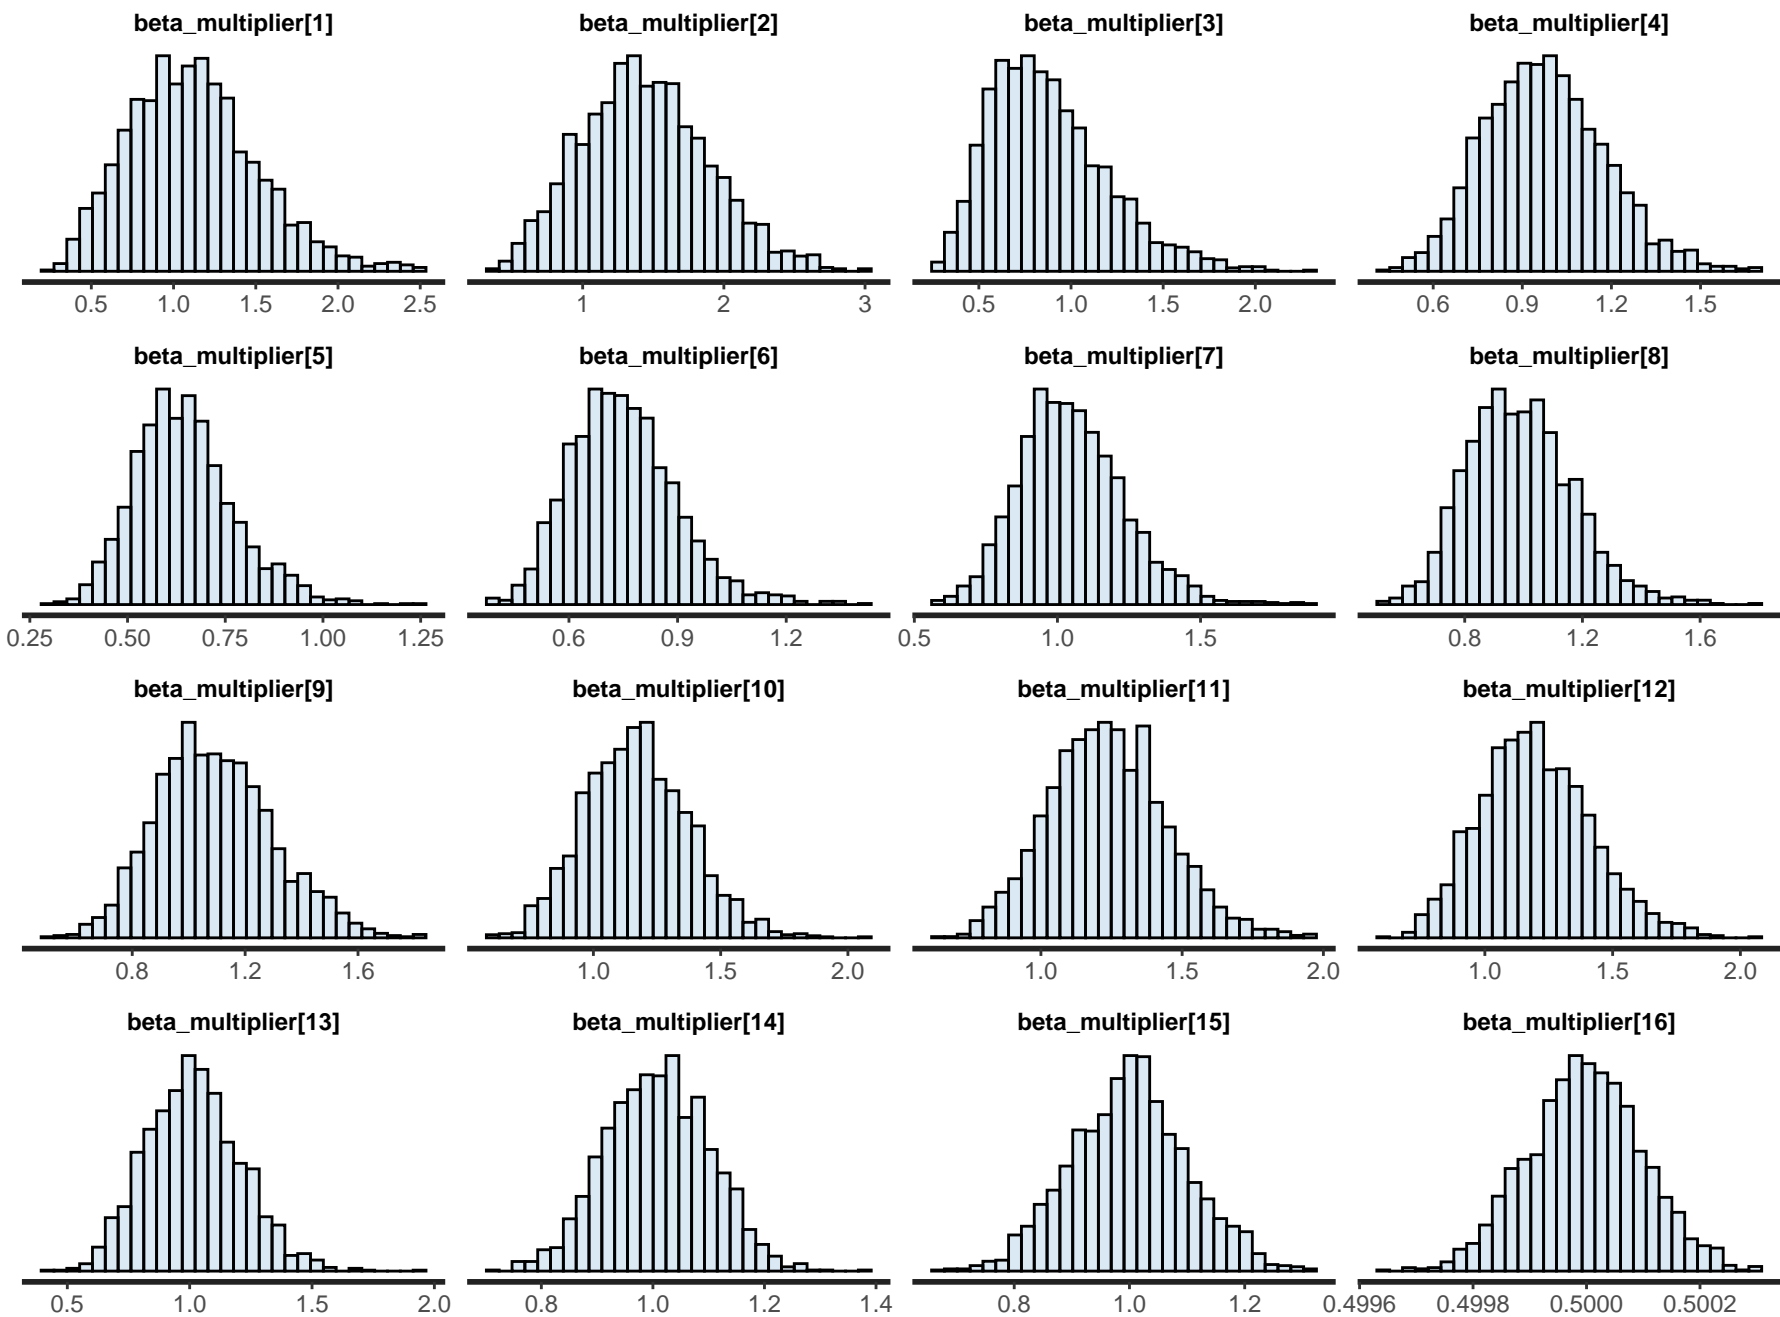 beta_multiplier[1] beta_multiplier[2] beta_multiplier[3] beta_multiplier[4]
0.5 1.0 1.5 2.0 2.5 1 2 3 0.5 1.0 1.5 2.0 0.6 0.9 1.2 1.5
beta_multiplier[5] beta_multiplier[6] beta_multiplier[7] beta_multiplier[8]
0.25 0.50 0.75 1.00 1.25 0.6 0.9 1.2 0.5 1.0 1.5 0.8 1.2 1.6
beta_multiplier[9] beta_multiplier[10] beta_multiplier[11] beta_multiplier[12]
0.8 1.2 1.6 1.0 1.5 2.0 1.0 1.5 2.0 1.0 1.5 2.0
beta_multiplier[13] beta_multiplier[14] beta_multiplier[15] beta_multiplier[16]
0.5 1.0 1.5 2.0 0.8 1.0 1.2 1.4 0.8 1.0 1.2 0.4996 0.4998 0.5000 0.5002